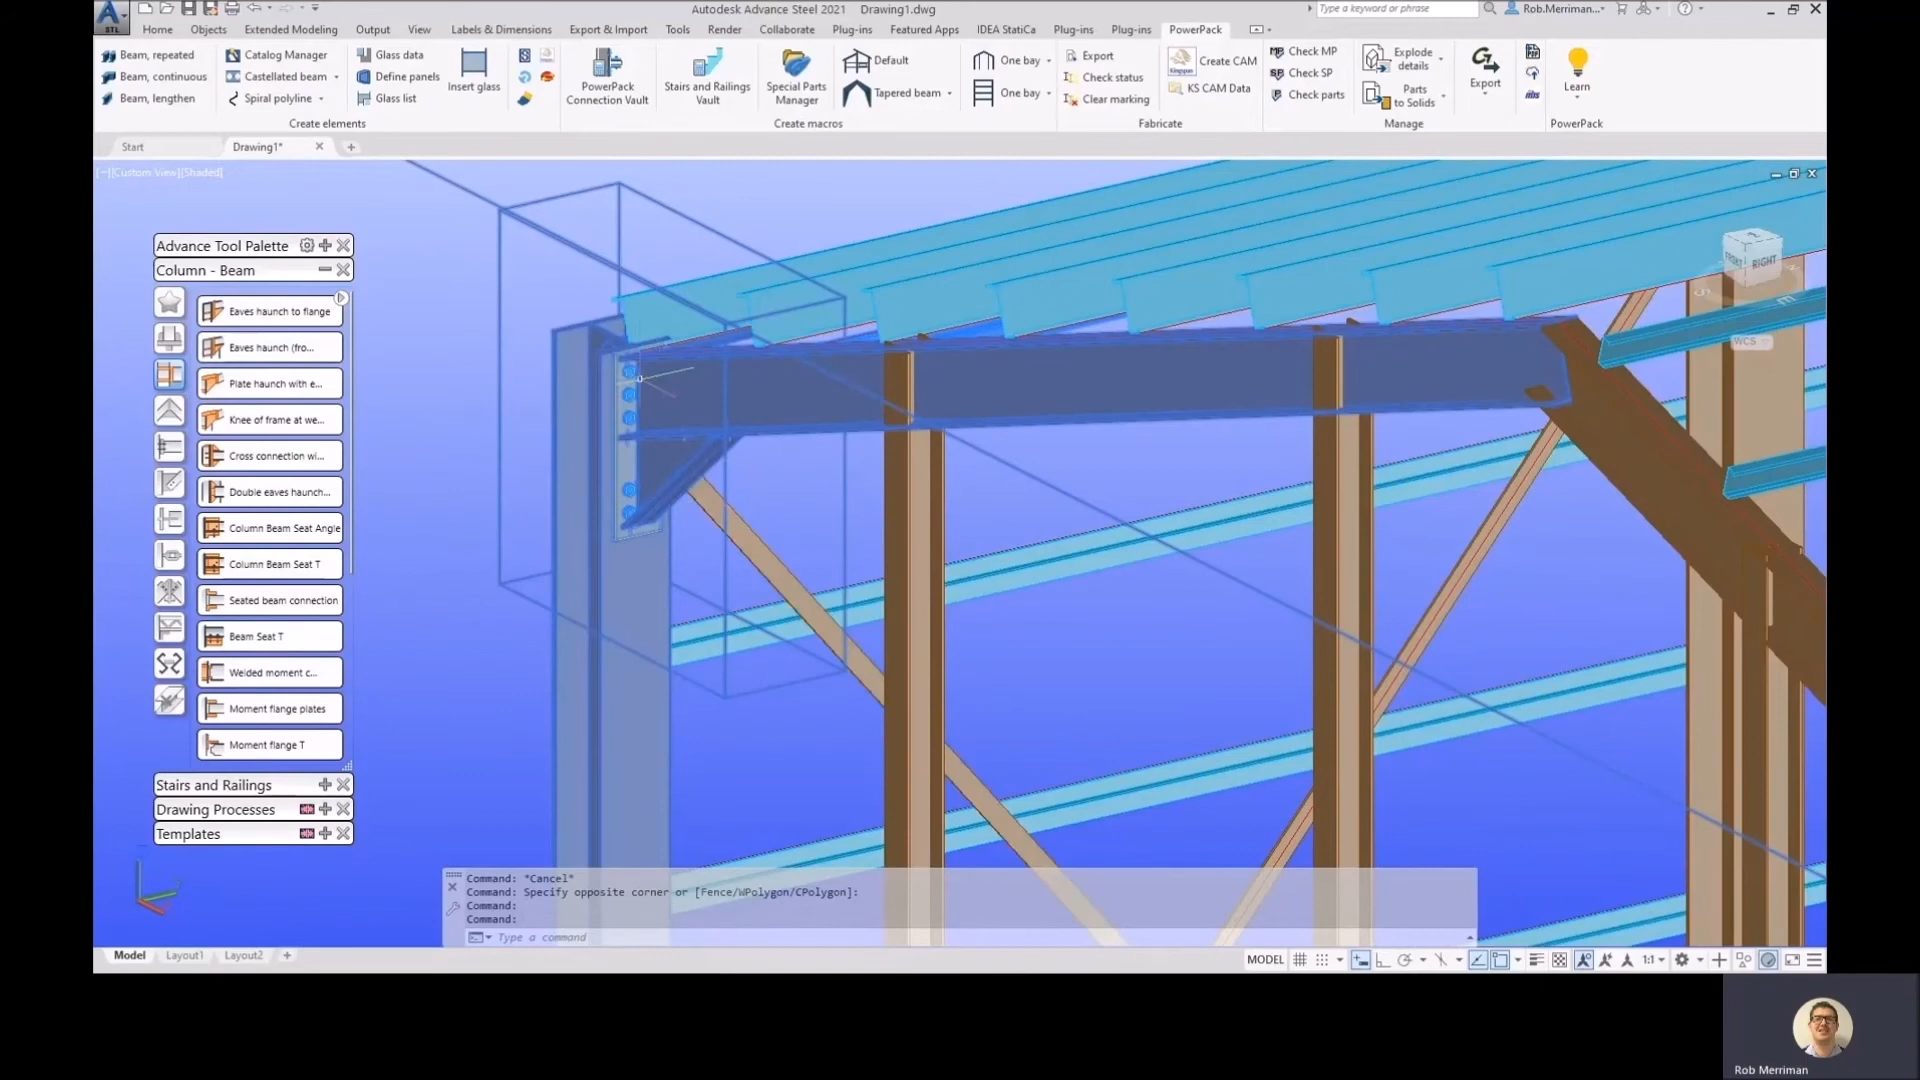 Autodesk Advance Steel 2021 Drawing1.dwg
Type a keyword or phrase
Rob.Merriman...
STL
Home Objects Extended Modeling Output View Labels & Dimensions Export & Import Tools Render Collaborate Plug-ins Featured Apps IDEA StatiCa Plug-ins Plug-ins PowerPack
Beam, repeated
Beam, continuous
Beam, lengthen
Catalog Manager
Castellated beam
Spiral polyline
Glass data
Define panels
Glass list
Insert glass
Create elements
PowerPack
Connection Vault
Stairs and Railings
Vault
Special Parts
Manager
Default
Tapered beam
One bay
One bay
Create macros
Export
Check status
Clear marking
Create CAM
KS CAM Data
Fabricate
Check MP
Check SP
Check parts
Explode
details
Parts
to Solids
Manage
Export
Learn
PowerPack
Start
Drawing1*
[−][Custom View][Shaded]
FRONT
RIGHT
WCS
Advance Tool Palette
Column - Beam
Eaves haunch to flange
Eaves haunch (fro...
Plate haunch with e...
Knee of frame at we...
Cross connection wi...
Double eaves haunch...
Column Beam Seat Angle
Column Beam Seat T
Seated beam connection
Beam Seat T
Welded moment c...
Moment flange plates
Moment flange T
Stairs and Railings
Drawing Processes
Templates
Command: *Cancel*
Command: Specify opposite corner or [Fence/WPolygon/CPolygon]:
Command:
Command:
Type a command
Model Layout1 Layout2
MODEL
1:1
Rob Merriman